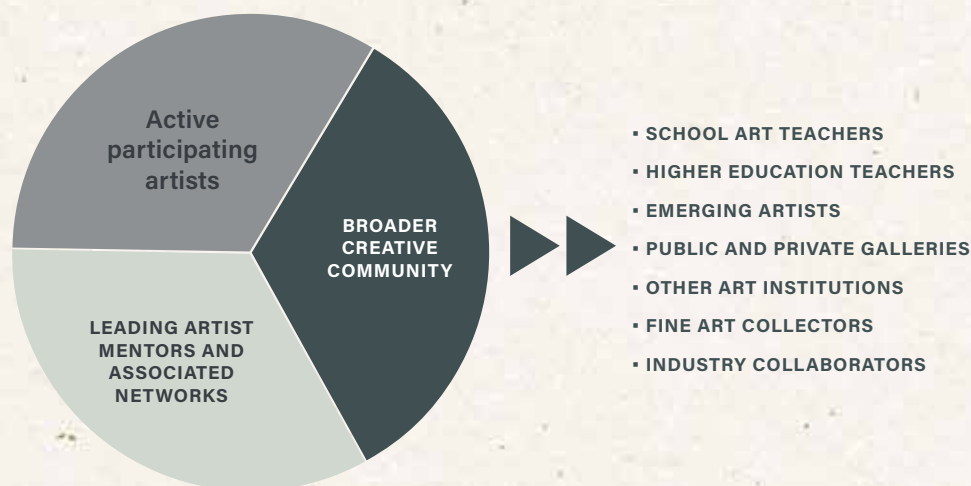 Active
participating
artists
BROADER
CREATIVE
COMMUNITY
LEADING ARTIST
MENTORS AND
ASSOCIATED
NETWORKS
▪ SCHOOL ART TEACHERS
▪ HIGHER EDUCATION TEACHERS
▪ EMERGING ARTISTS
▪ PUBLIC AND PRIVATE GALLERIES
▪ OTHER ART INSTITUTIONS
▪ FINE ART COLLECTORS
▪ INDUSTRY COLLABORATORS